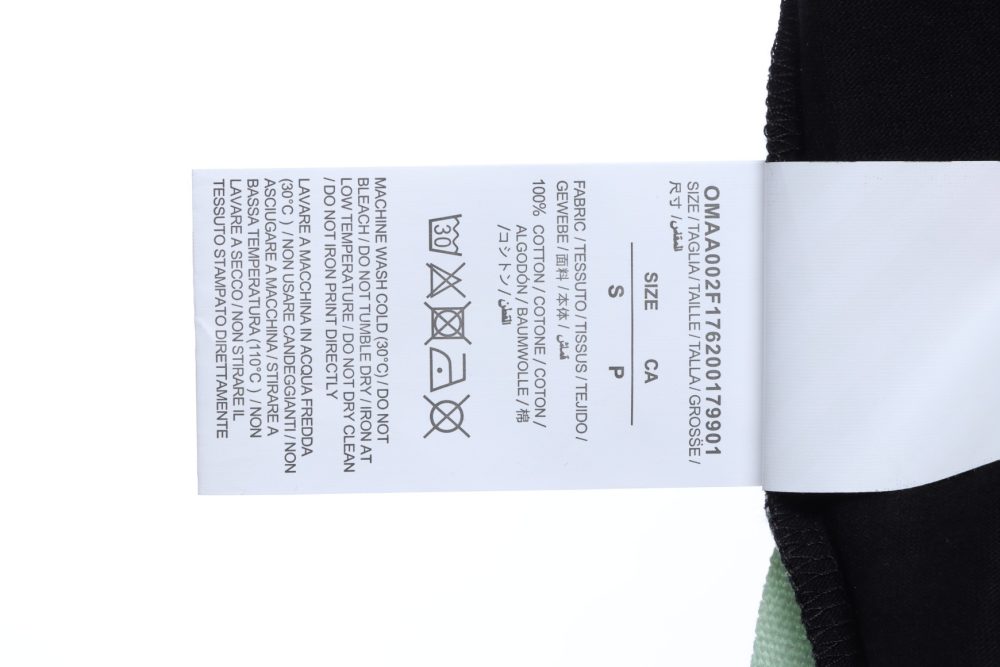 OMAA002F176200179901
SIZE / TAGLIA / TAILLE / TALLA / GROSSË /
尺寸 / المقاس /
SIZE CA
S P
FABRIC / TESSUTO / TISSUS / TEJIDO /
GEWEBE / 面料 / 本体 / قماش /
100% COTTON / COTONE / COTON /
ALGODÓN / BAUMWOLLE / 棉
/ コシトン / القطن /
30
MACHINE WASH COLD (30°C) / DO NOT
BLEACH / DO NOT TUMBLE DRY / IRON AT
LOW TEMPERATURE / DO NOT DRY CLEAN
/ DO NOT IRON PRINT DIRECTLY
LAVARE A MACCHINA IN ACQUA FREDDA
(30°C ) / NON USARE CANDEGGIANTI / NON
ASCIUGARE A MACCHINA / STIRARE A
BASSA TEMPERATURA (110°C ) / NON
LAVARE A SECCO / NON STIRARE IL
TESSUTO STAMPATO DIRETTAMENTE